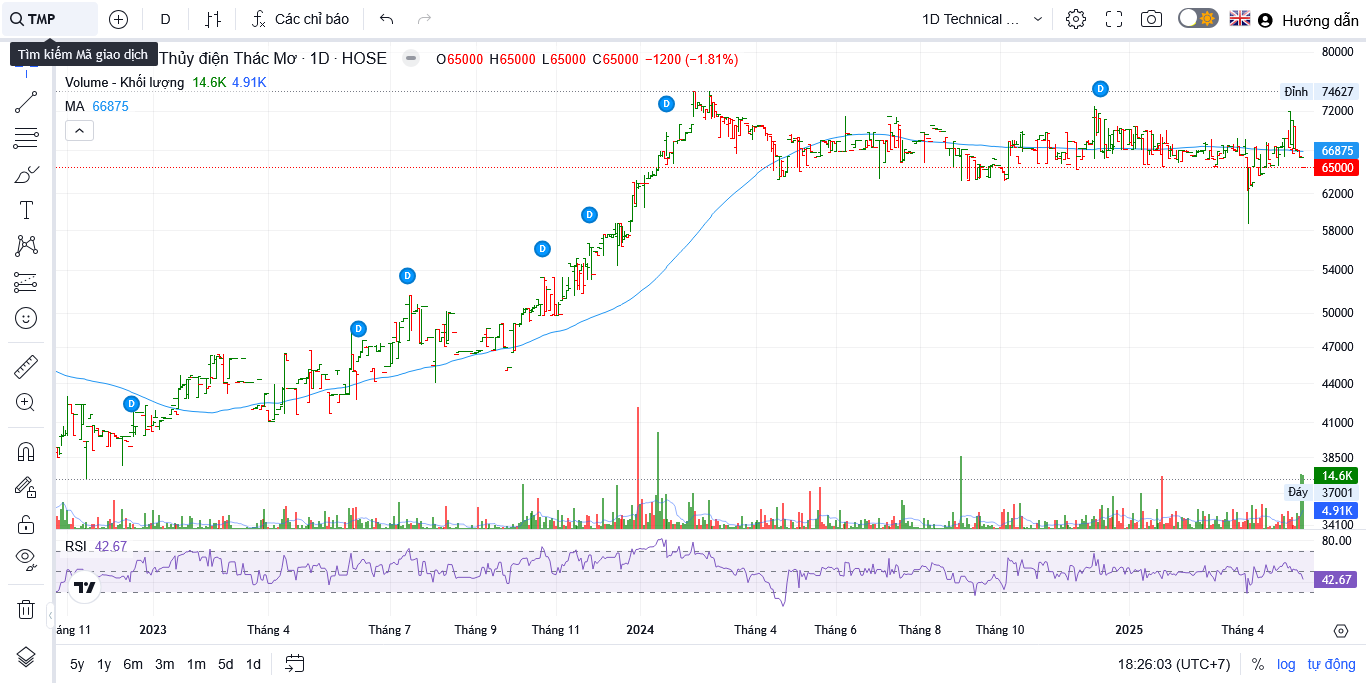 TMP
D
Các chỉ báo
1D Technical ...
Hướng dẫn
Tìm kiếm Mã giao dịch
Thủy điện Thác Mơ · 1D · HOSE
O65000 H65000 L65000 C65000 −1200 (−1.81%)
Volume - Khối lượng 14.6K 4.91K
MA 66875
D
D
D
D
D
D
D
80000
Đỉnh 74627
72000
66875
65000
62000
58000
54000
50000
47000
44000
41000
38500
14.6K
Đáy 37001
4.91K
34100
RSI 42.67
80.00
42.67
áng 11 2023 Tháng 4 Tháng 7 Tháng 9 Tháng 11 2024 Tháng 4 Tháng 6 Tháng 8 Tháng 10 2025 Tháng 4
5y 1y 6m 3m 1m 5d 1d
18:26:03 (UTC+7) % log tự động